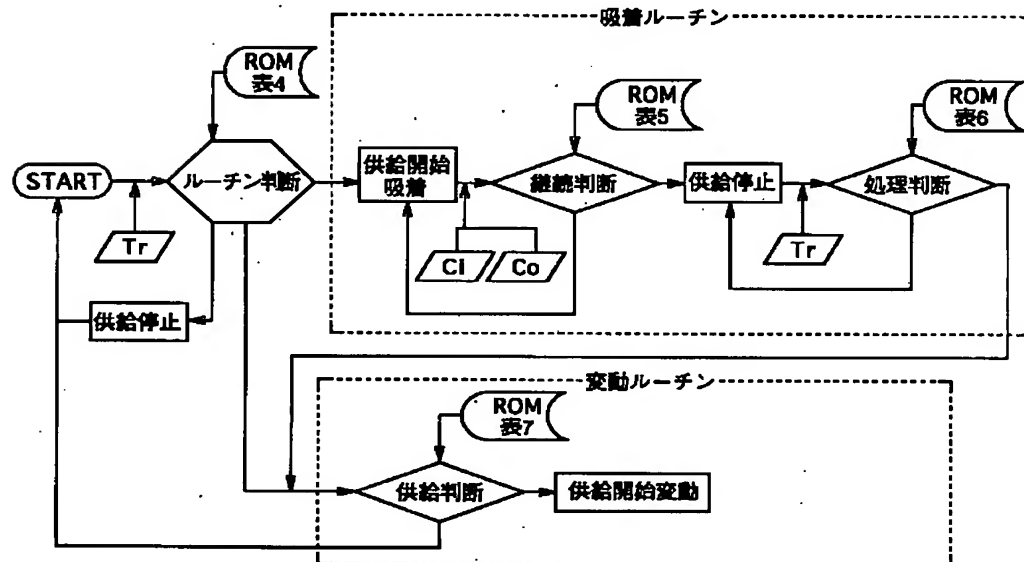 吸着ルーチン
ROM
表4
ROM
表5
ROM
表6
START
ルーチン判断
供給開始
吸着
継続判断
供給停止
処理判断
Tr
Ci
Co
Tr
供給停止
変動ルーチン
ROM
表7
供給判断
供給開始変動